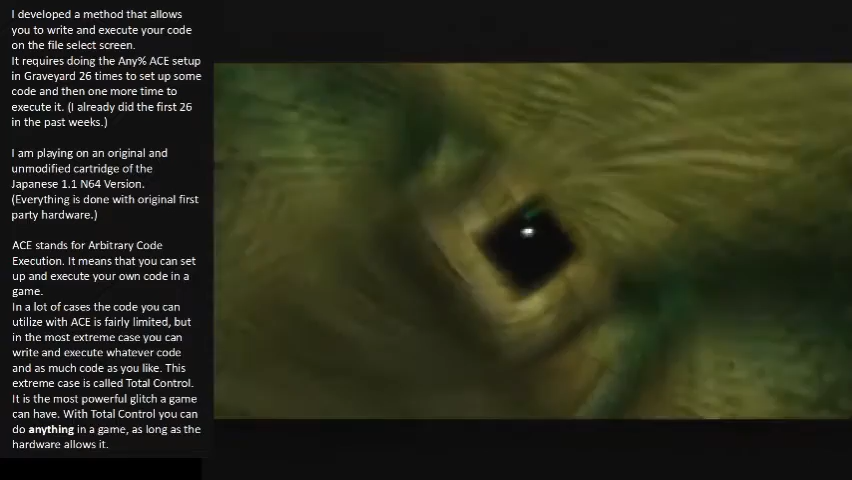 I developed a method that allows
you to write and execute your code
on the file select screen.
It requires doing the Any% ACE setup
in Graveyard 26 times to set up some
code and then one more time to
execute it. (I already did the first 26
in the past weeks.)
I am playing on an original and
unmodified cartridge of the
Japanese 1.1 N64 Version.
(Everything is done with original first
party hardware.)
ACE stands for Arbitrary Code
Execution. It means that you can set
up and execute your own code in a
game.
In a lot of cases the code you can
utilize with ACE is fairly limited, but
in the most extreme case you can
write and execute whatever code
and as much code as you like. This
extreme case is called Total Control.
It is the most powerful glitch a game
can have. With Total Control you can
do anything in a game, as long as the
hardware allows it.